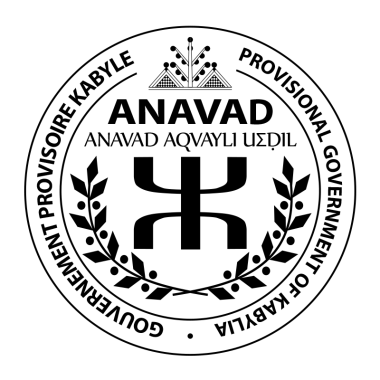 GOUVERNEMENT PROVISOIRE KABYLE
PROVISIONAL GOVERNMENT OF KABYLIA
ANAVAD
ANAVAD AQVAYLI UƐḌIL
ⵣ